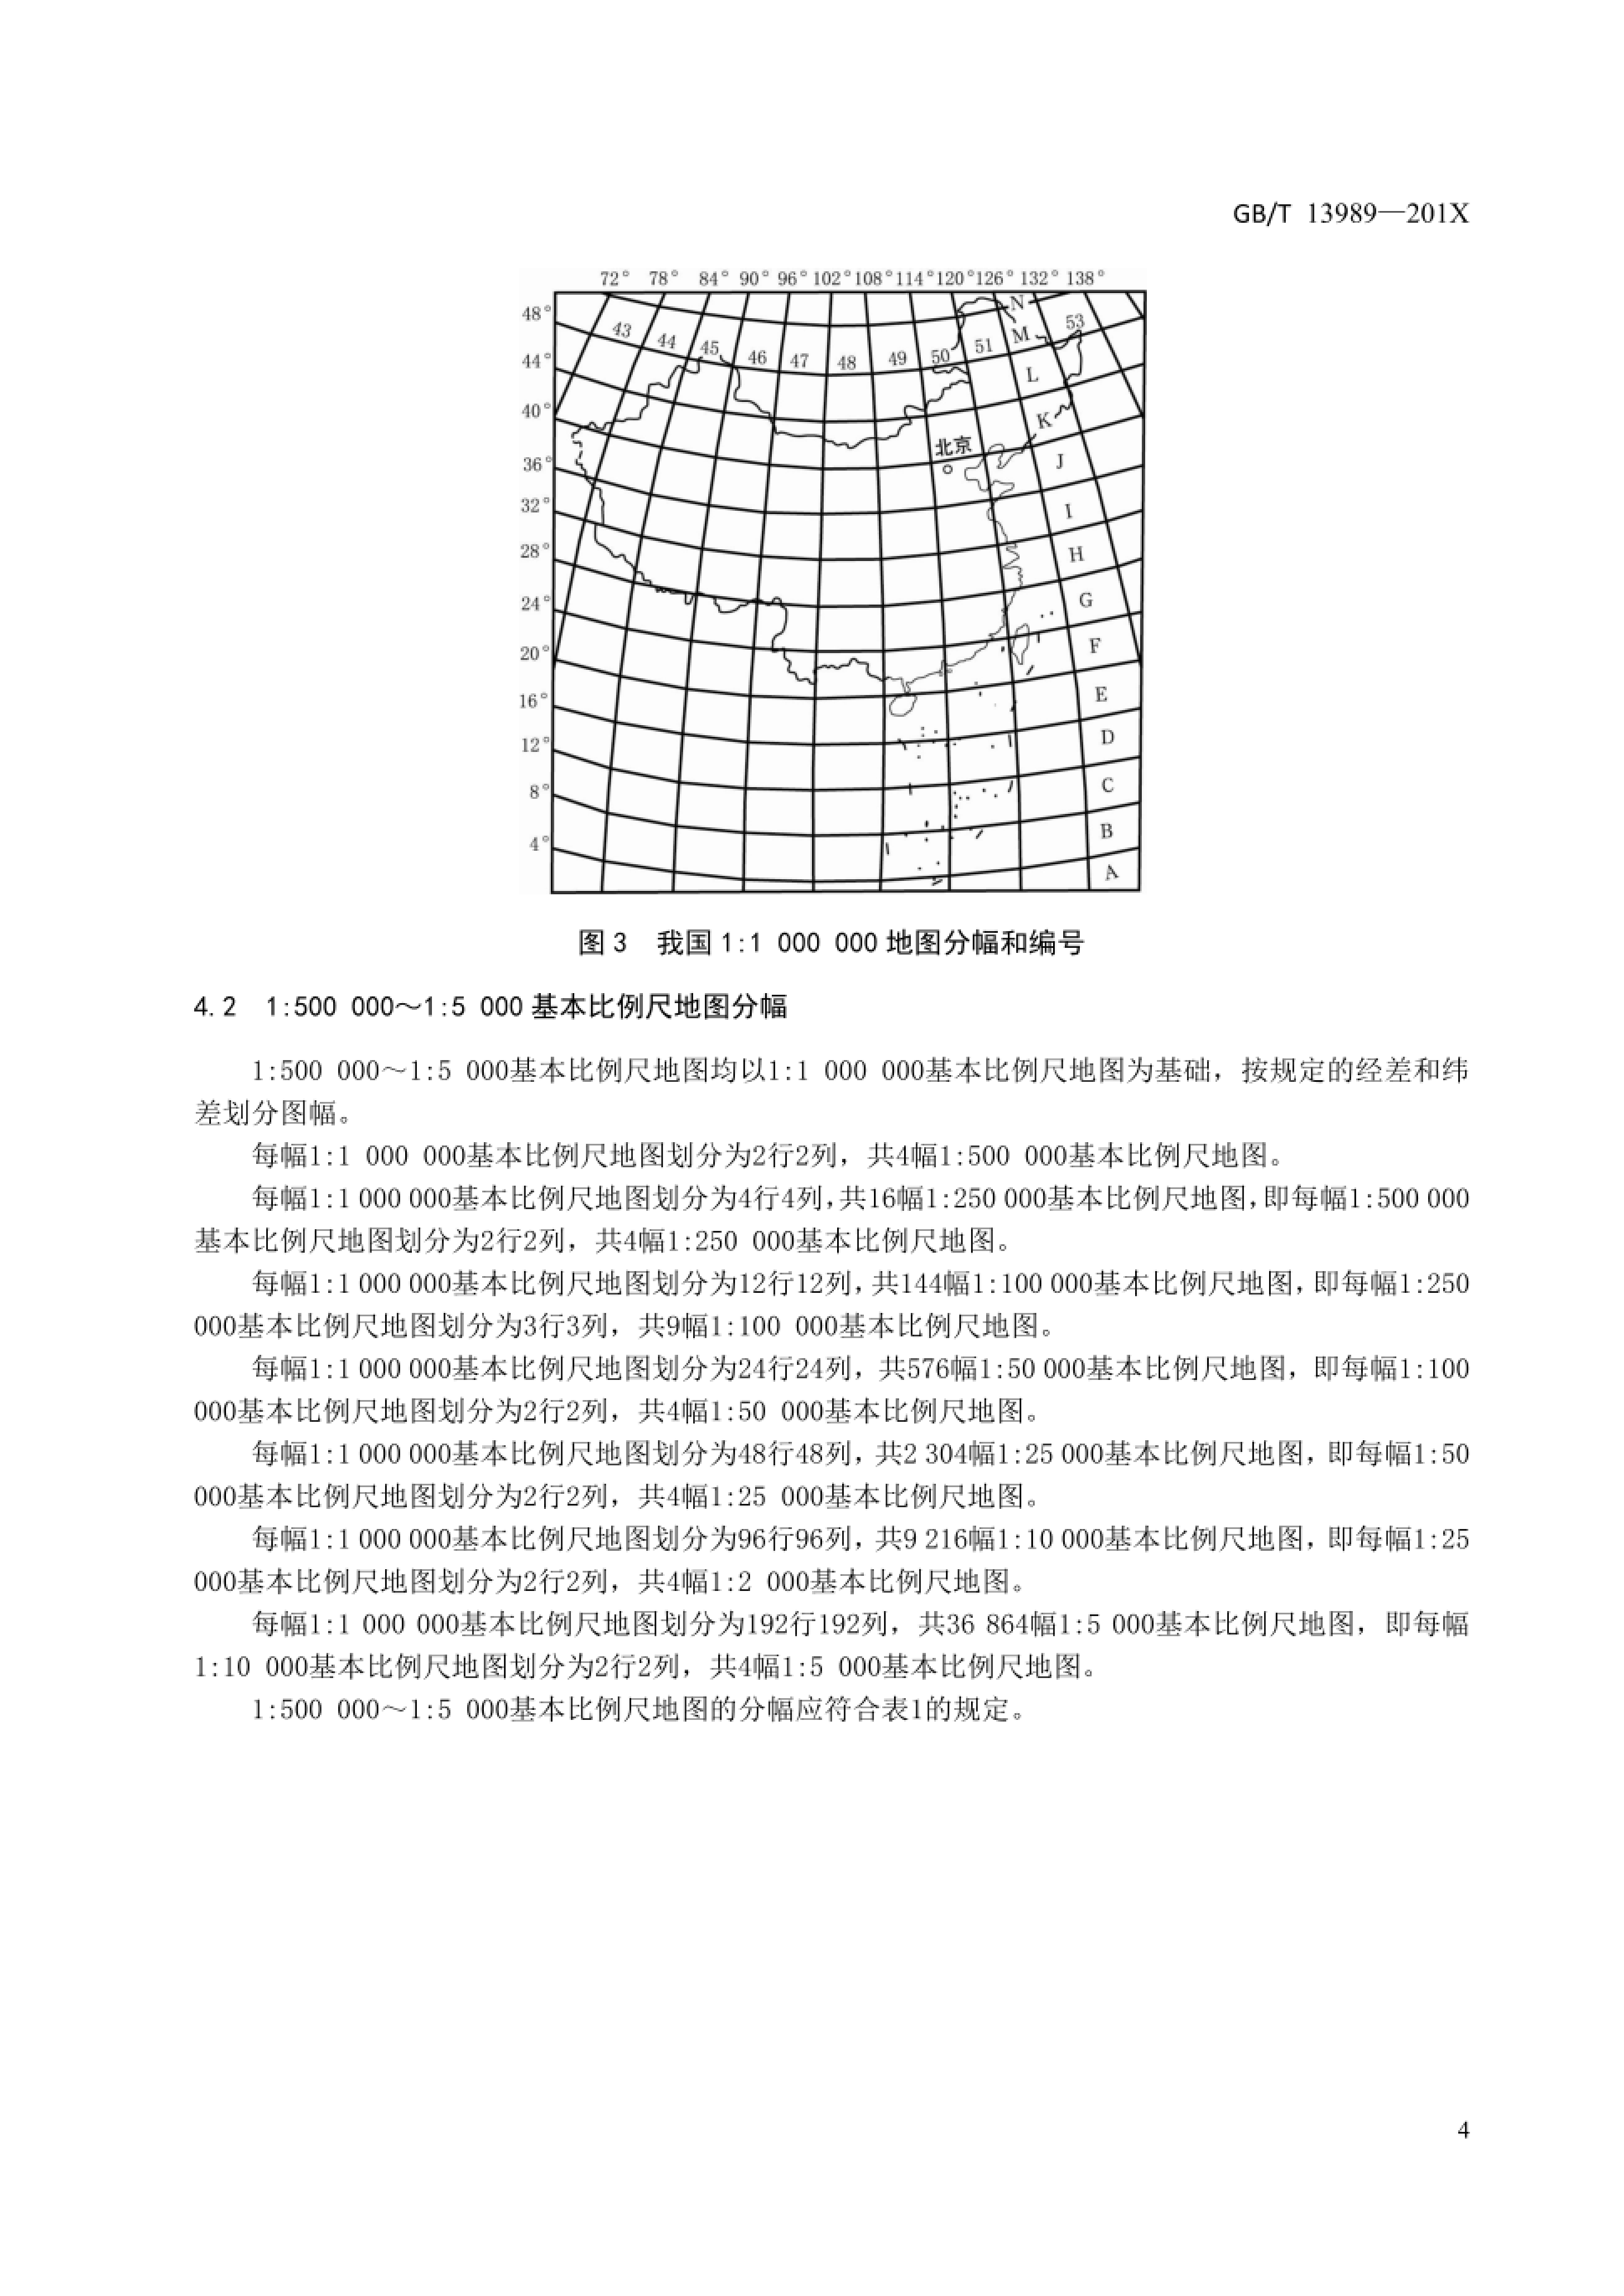 GB/T 13989—201X
72° 78° 84° 90° 96° 102° 108° 114° 120° 126° 132° 138°
N
48°
43 53
44 M
45 51
46 47 48 49 50
44°
L
40°
K
北京
36°
J
32°
I
28°
H
24°
G
20°
F
16°
E
12°
D
8°
C
B
4°
A
图3 我国1:1 000 000地图分幅和编号
4.2 1:500 000～1:5 000基本比例尺地图分幅
1:500 000～1:5 000基本比例尺地图均以1:1 000 000基本比例尺地图为基础，按规定的经差和纬
差划分图幅。
每幅1:1 000 000基本比例尺地图划分为2行2列，共4幅1:500 000基本比例尺地图。
每幅1:1 000 000基本比例尺地图划分为4行4列，共16幅1:250 000基本比例尺地图，即每幅1:500 000
基本比例尺地图划分为2行2列，共4幅1:250 000基本比例尺地图。
每幅1:1 000 000基本比例尺地图划分为12行12列，共144幅1:100 000基本比例尺地图，即每幅1:250
000基本比例尺地图划分为3行3列，共9幅1:100 000基本比例尺地图。
每幅1:1 000 000基本比例尺地图划分为24行24列，共576幅1:50 000基本比例尺地图，即每幅1:100
000基本比例尺地图划分为2行2列，共4幅1:50 000基本比例尺地图。
每幅1:1 000 000基本比例尺地图划分为48行48列，共2 304幅1:25 000基本比例尺地图，即每幅1:50
000基本比例尺地图划分为2行2列，共4幅1:25 000基本比例尺地图。
每幅1:1 000 000基本比例尺地图划分为96行96列，共9 216幅1:10 000基本比例尺地图，即每幅1:25
000基本比例尺地图划分为2行2列，共4幅1:2 000基本比例尺地图。
每幅1:1 000 000基本比例尺地图划分为192行192列，共36 864幅1:5 000基本比例尺地图，即每幅
1:10 000基本比例尺地图划分为2行2列，共4幅1:5 000基本比例尺地图。
1:500 000～1:5 000基本比例尺地图的分幅应符合表1的规定。
4